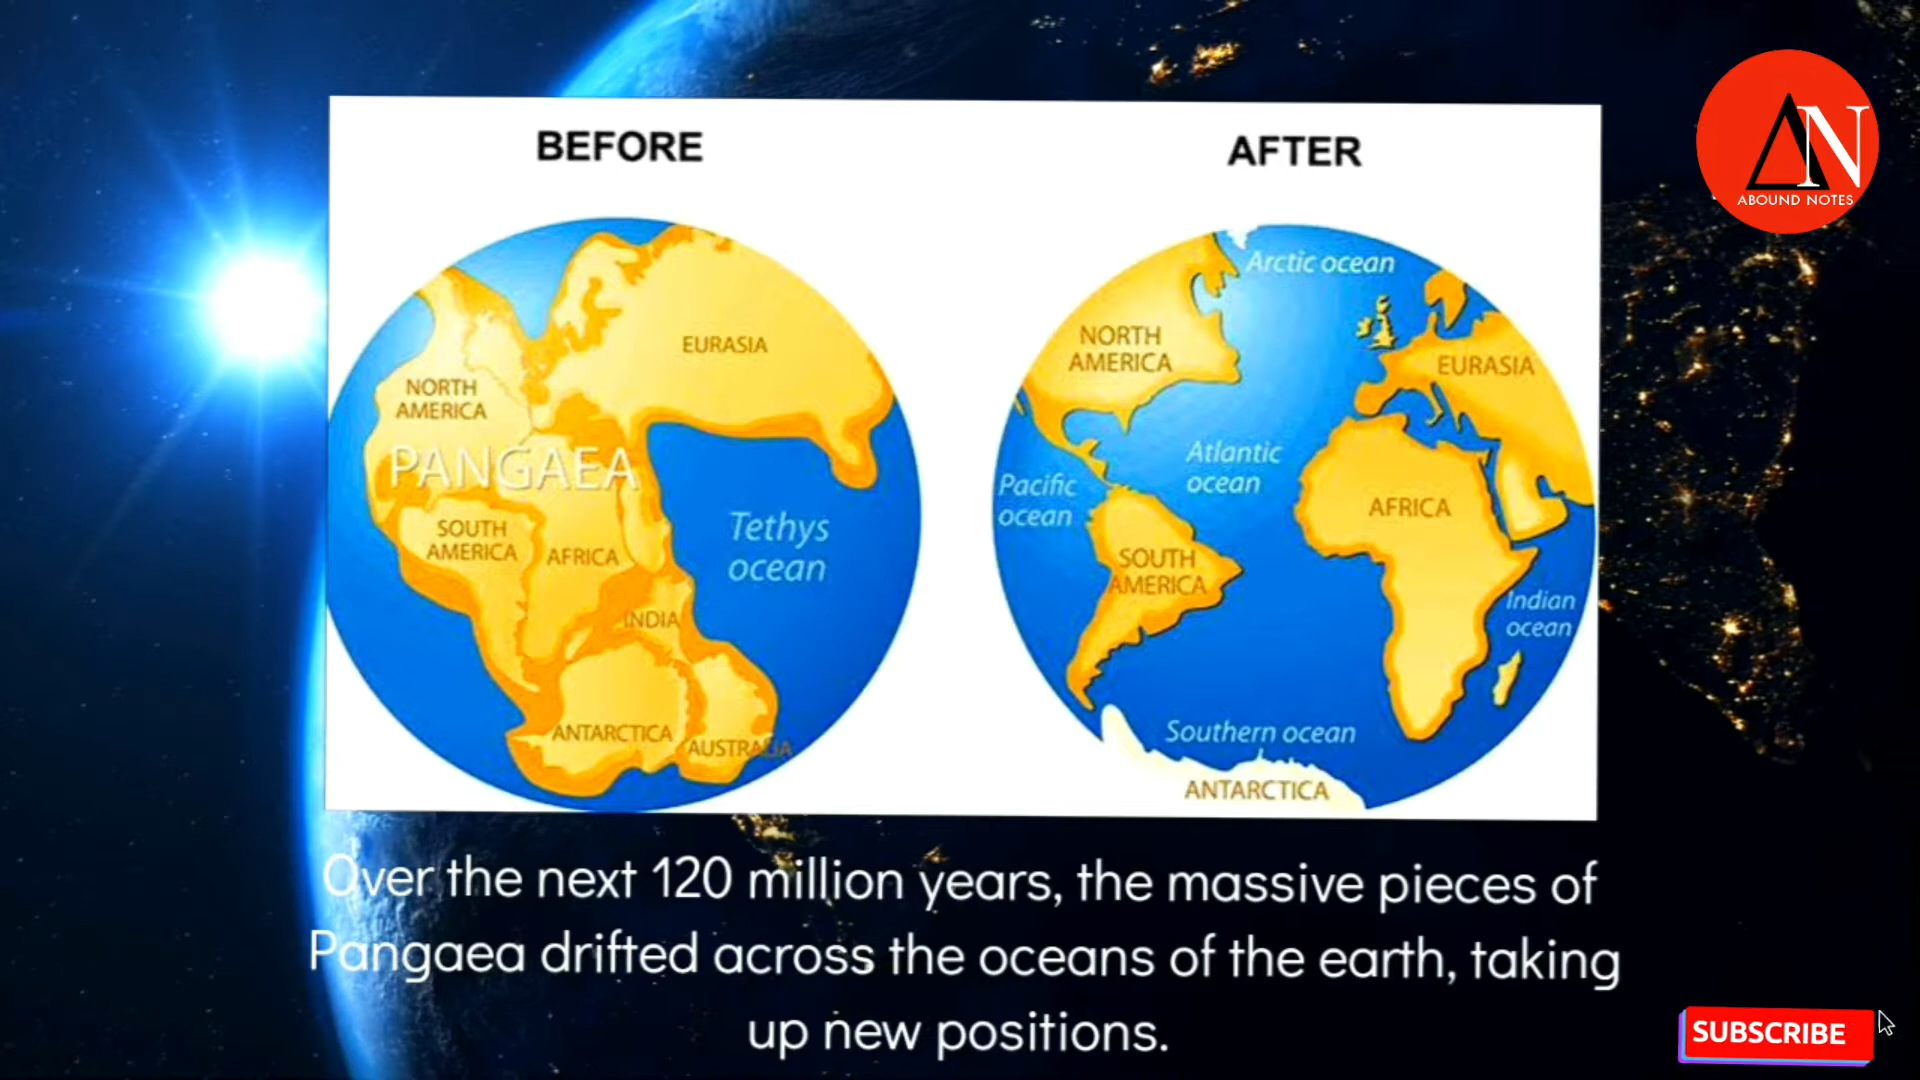 BEFORE
AFTER
AN
ABOUND NOTES
EURASIA
NORTH
AMERICA
PANGAEA
SOUTH
AMERICA
AFRICA
Tethys
ocean
INDIA
ANTARCTICA
AUSTRALIA
Arctic ocean
NORTH
AMERICA
EURASIA
Atlantic
ocean
Pacific
ocean
AFRICA
SOUTH
AMERICA
Indian
ocean
Southern ocean
ANTARCTICA
Over the next 120 million years, the massive pieces of
Pangaea drifted across the oceans of the earth, taking
up new positions.
SUBSCRIBE